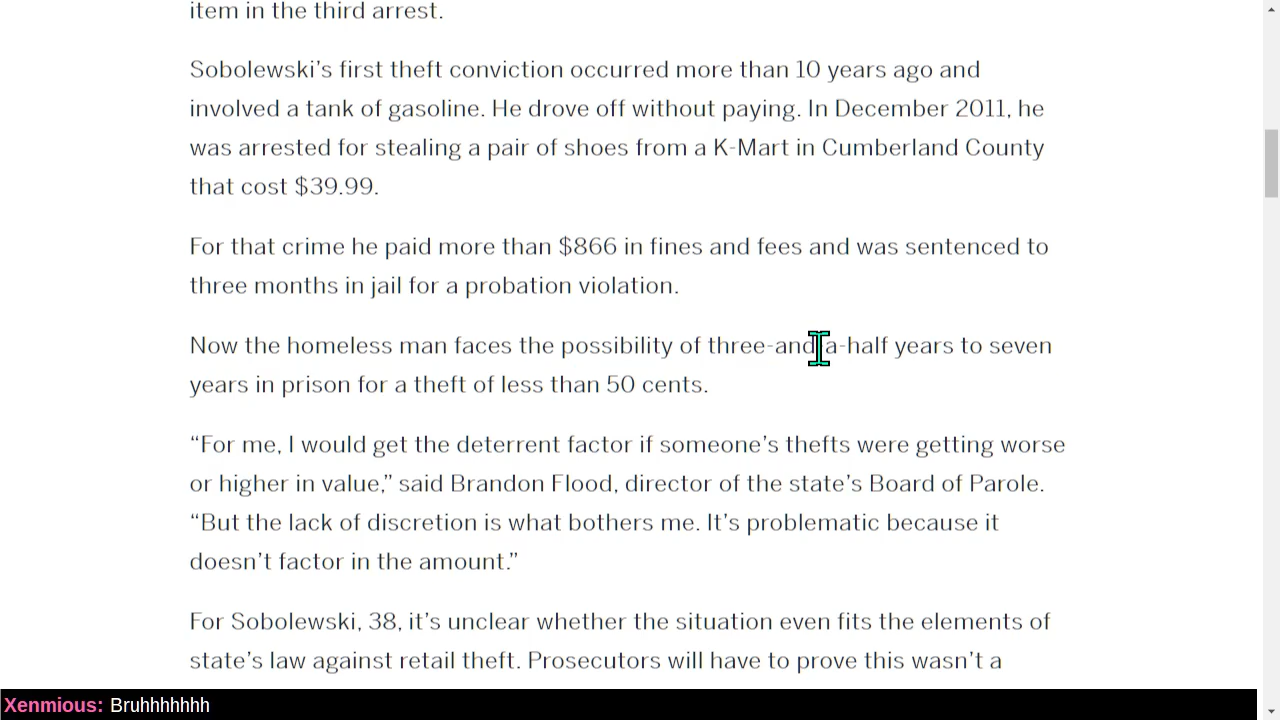 item in the third arrest.
Sobolewski’s first theft conviction occurred more than 10 years ago and
involved a tank of gasoline. He drove off without paying. In December 2011, he
was arrested for stealing a pair of shoes from a K-Mart in Cumberland County
that cost $39.99.
For that crime he paid more than $866 in fines and fees and was sentenced to
three months in jail for a probation violation.
Now the homeless man faces the possibility of three-and-a-half years to seven
years in prison for a theft of less than 50 cents.
“For me, I would get the deterrent factor if someone’s thefts were getting worse
or higher in value,” said Brandon Flood, director of the state’s Board of Parole.
“But the lack of discretion is what bothers me. It’s problematic because it
doesn’t factor in the amount.”
For Sobolewski, 38, it’s unclear whether the situation even fits the elements of
state’s law against retail theft. Prosecutors will have to prove this wasn’t a
Xenmious: Bruhhhhhhh